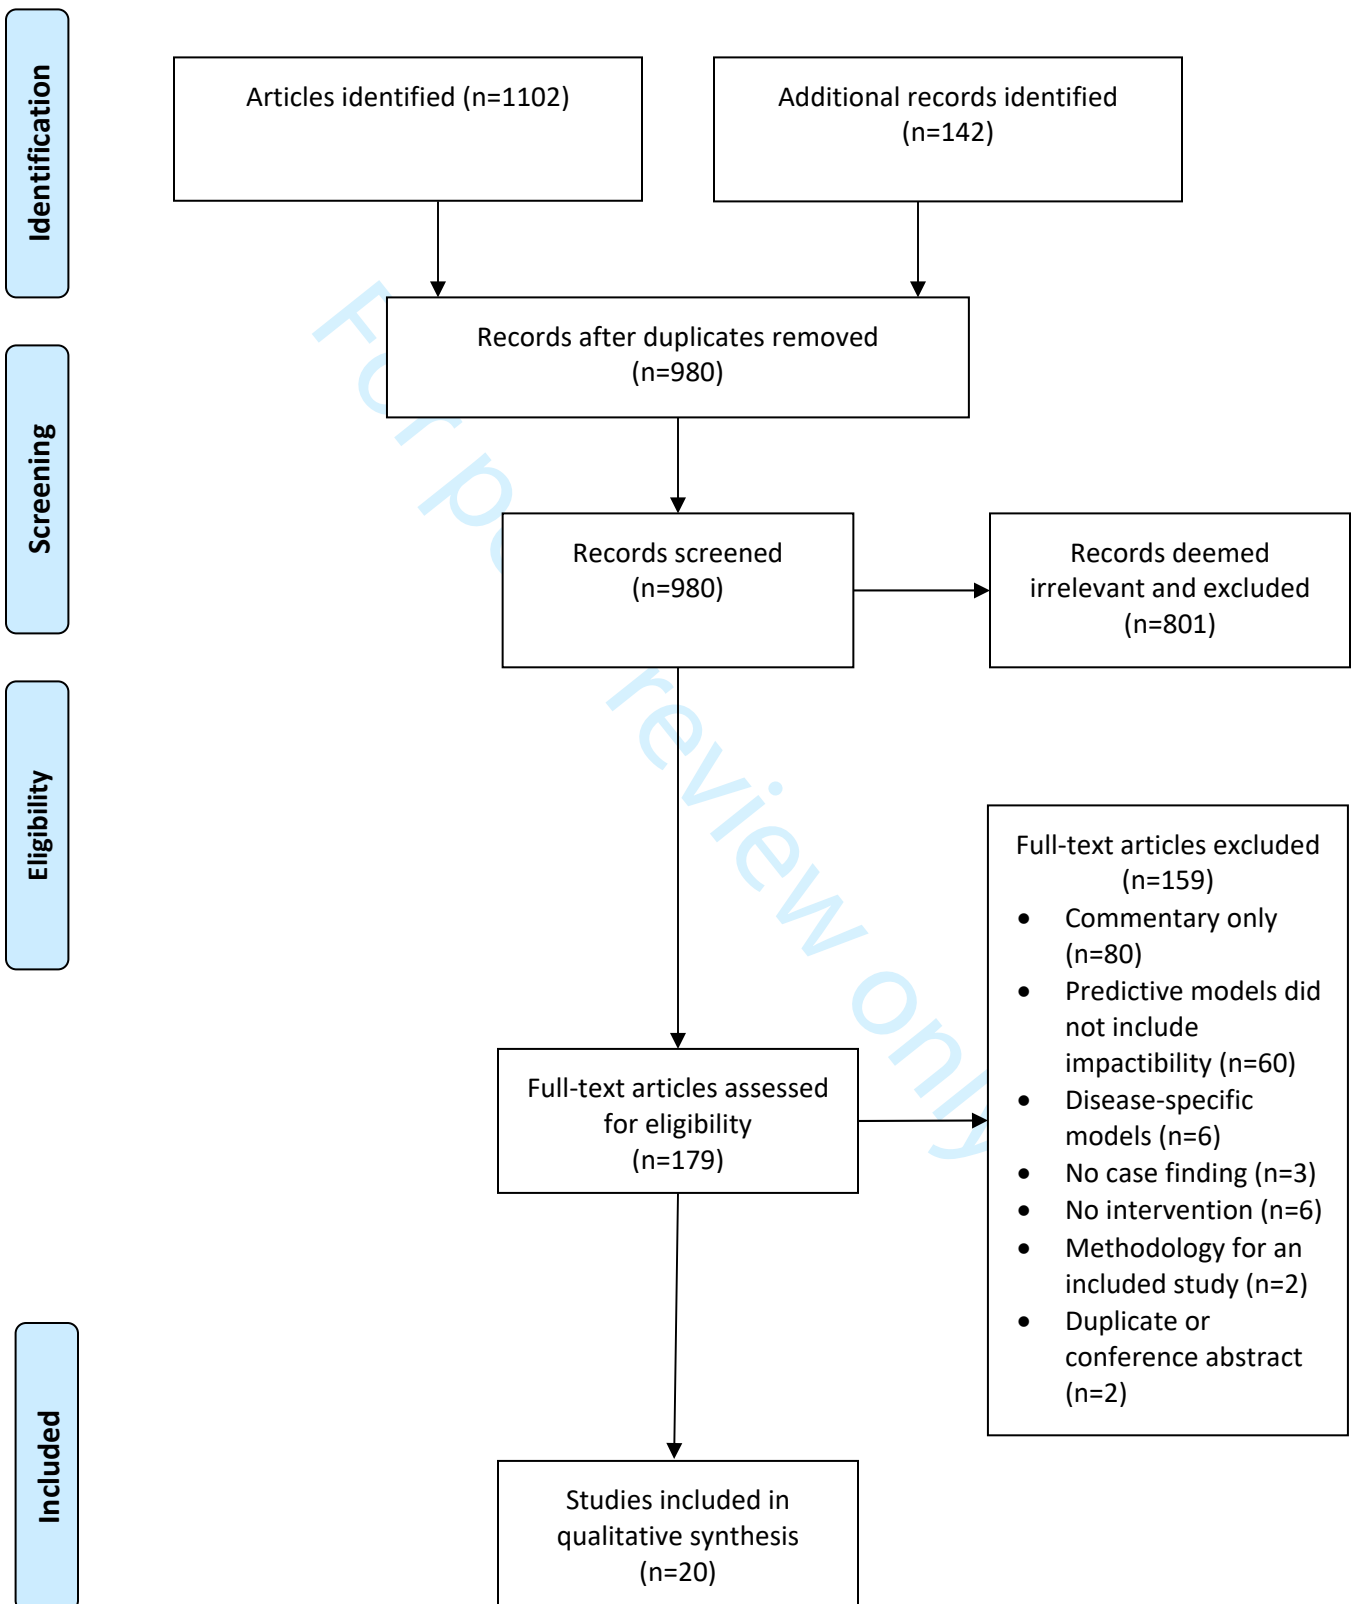 Identification
Articles identified (n=1102)
Additional records identified
(n=142)
Records after duplicates removed
(n=980)
Screening
Records screened
(n=980)
Records deemed
irrelevant and excluded
(n=801)
Eligibility
Full-text articles assessed
for eligibility
(n=179)
Full-text articles excluded
(n=159)
• Commentary only
(n=80)
• Predictive models did
not include
impactibility (n=60)
• Disease-specific
models (n=6)
• No case finding (n=3)
• No intervention (n=6)
• Methodology for an
included study (n=2)
• Duplicate or
conference abstract
(n=2)
Included
Studies included in
qualitative synthesis
(n=20)
For review only